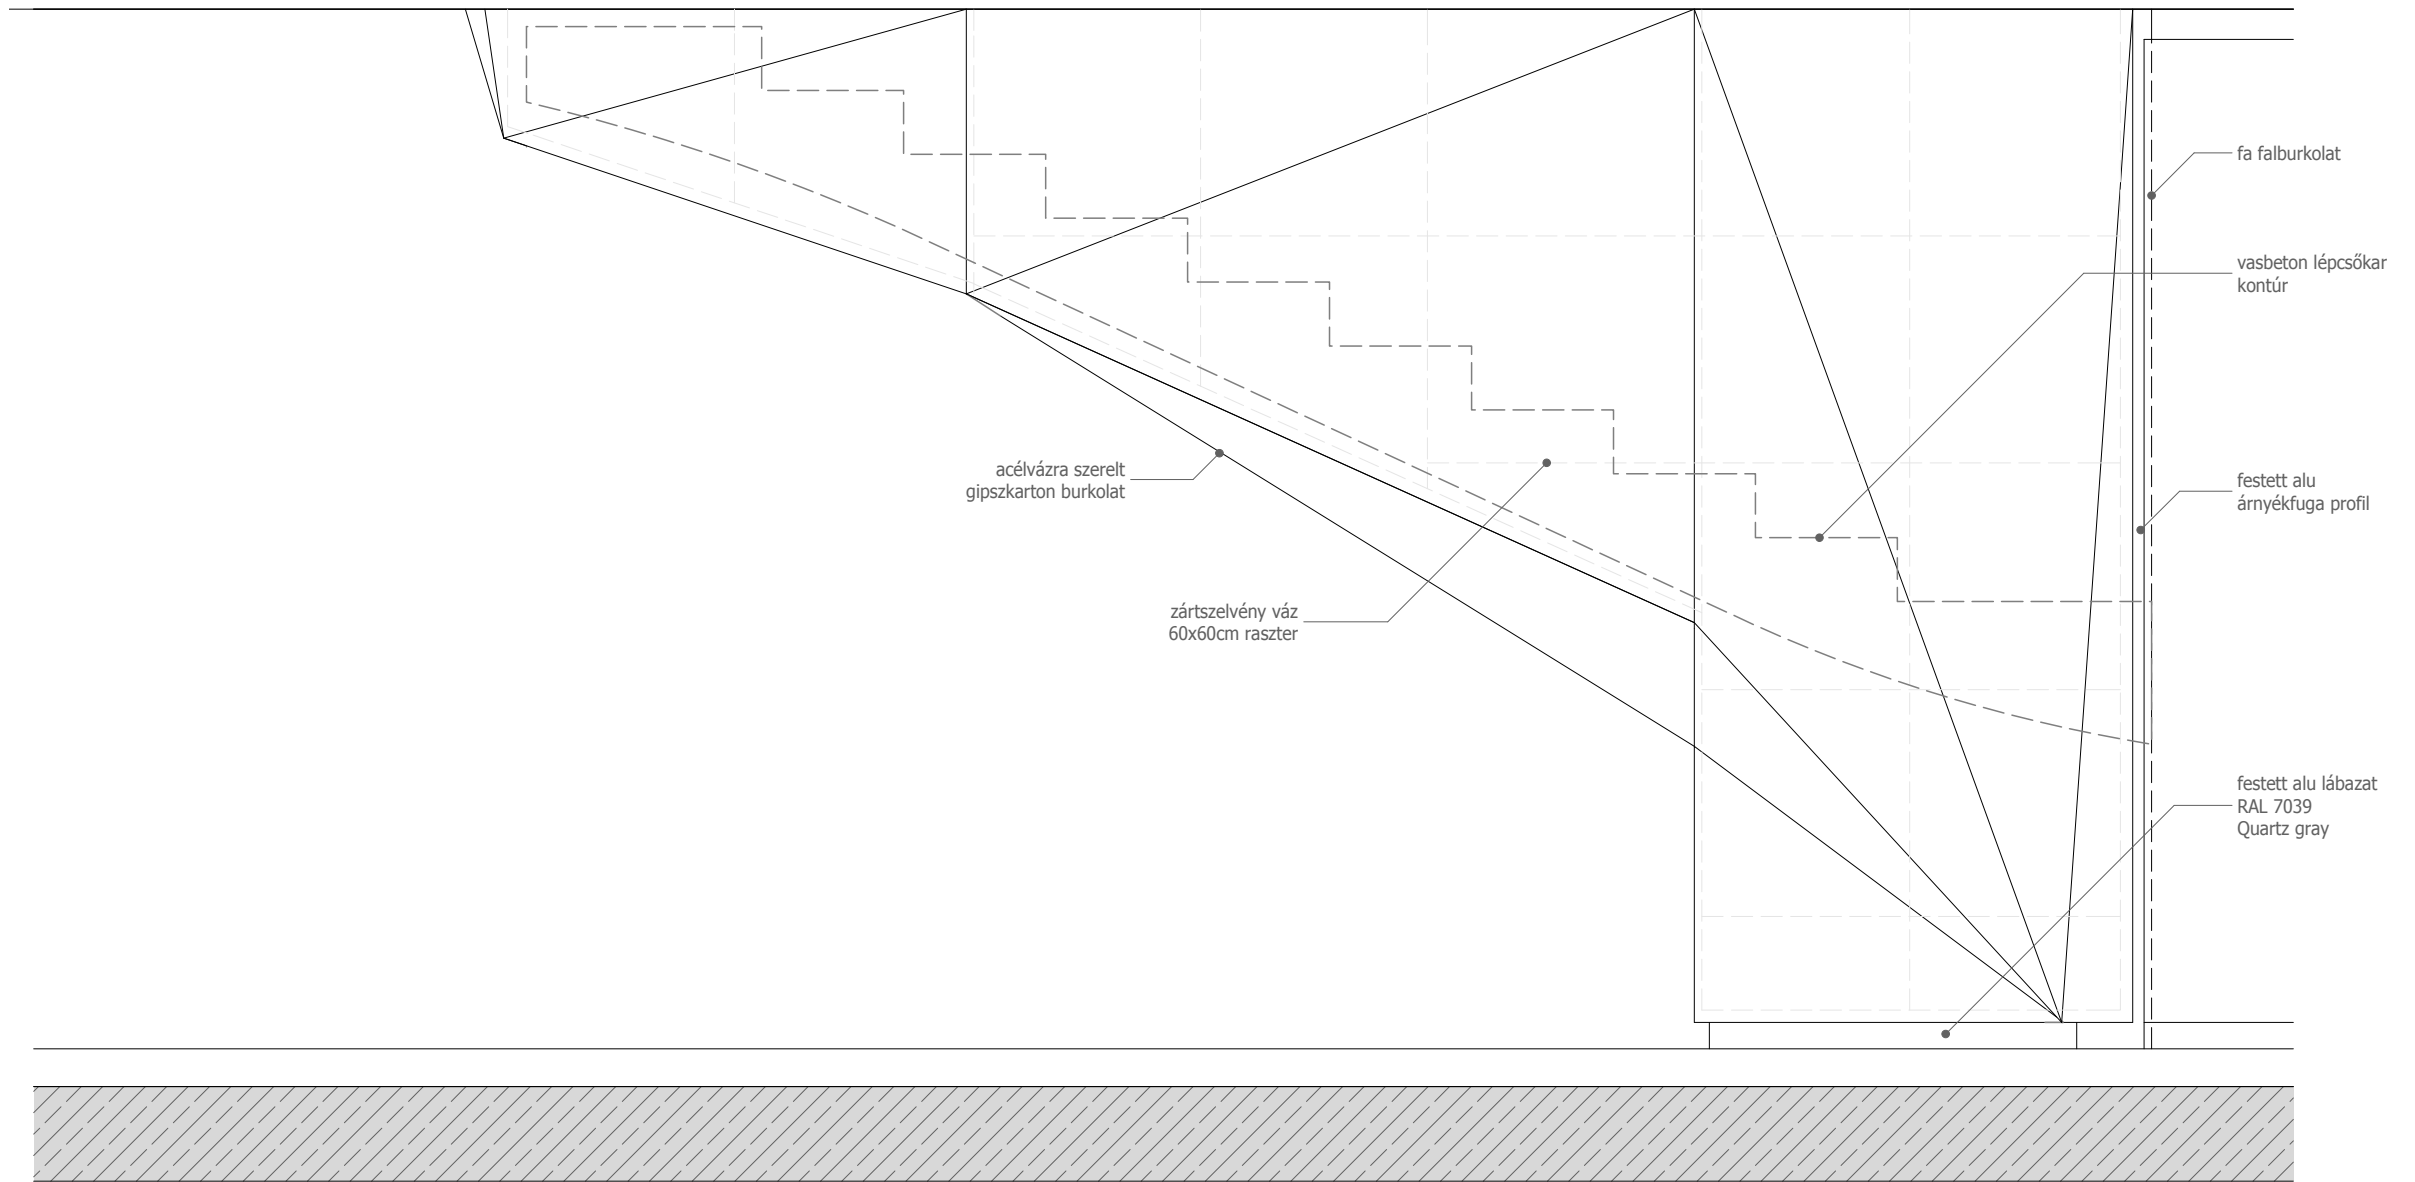 fa falburkolat
vasbeton lépcsőkar
kontúr
acélvázra szerelt
gipszkarton burkolat
festett alu
árnyékfuga profil
zártszelvény váz
60x60cm raszter
festett alu lábazat
RAL 7039
Quartz gray